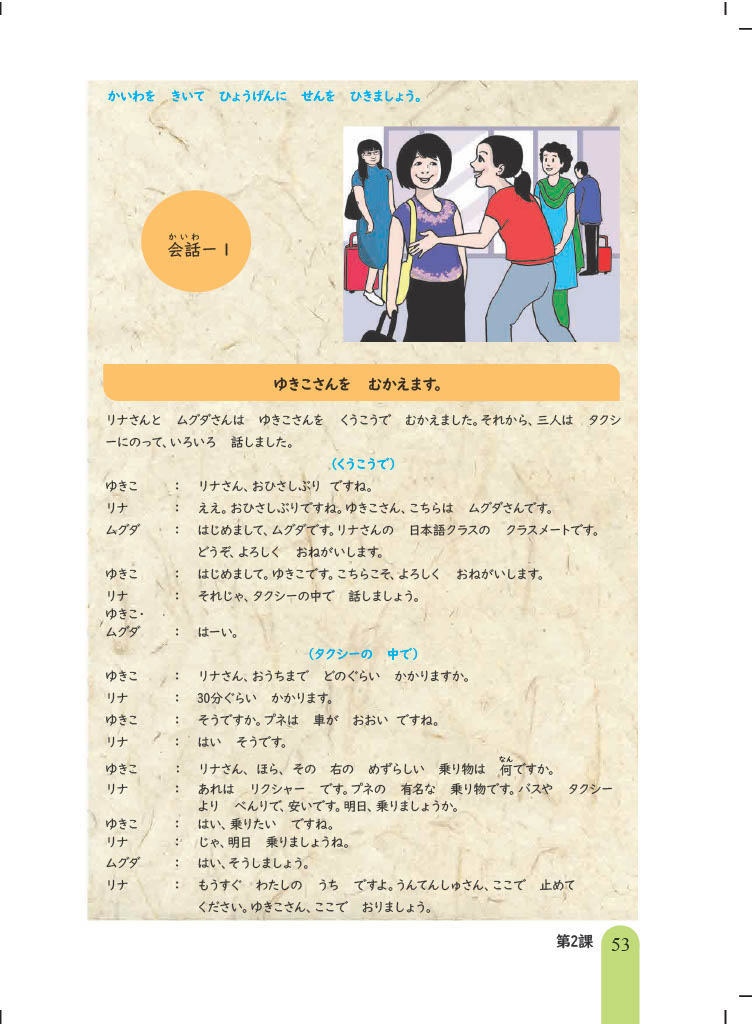 かいわを　きいて　ひょうげんに　せんを　ひきましょう。
かいわ
会話ー1
ゆきこさんを　むかえます。
リナさんと　ムグダさんは　ゆきこさんを　くうこうで　むかえました。それから、三人は　タクシ
ーにのって、いろいろ　話しました。
（くうこうで）
ゆきこ　：　リナさん、おひさしぶり　ですね。
リナ　：　ええ。おひさしぶりですね。ゆきこさん、こちらは　ムグダさんです。
ムグダ　：　はじめまして、ムグダです。リナさんの　日本語クラスの　クラスメートです。
どうぞ、よろしく　おねがいします。
ゆきこ　：　はじめまして。ゆきこです。こちらこそ、よろしく　おねがいします。
リナ　：　それじゃ、タクシーの中で　話しましょう。
ゆきこ・
ムグダ　：　はーい。
（タクシーの　中で）
ゆきこ　：　リナさん、おうちまで　どのぐらい　かかりますか。
リナ　：　30分ぐらい　かかります。
ゆきこ　：　そうですか。プネは　車が　おおい　ですね。
リナ　：　はい　そうです。
なん
ゆきこ　：　リナさん、ほら、その　右の　めずらしい　乗り物は　何ですか。
リナ　：　あれは　リクシャー　です。プネの　有名な　乗り物です。バスや　タクシー
より　べんりで、安いです。明日、乗りましょうか。
ゆきこ　：　はい、乗りたい　ですね。
リナ　：　じゃ、明日　乗りましょうね。
ムグダ　：　はい、そうしましょう。
リナ　：　もうすぐ　わたしの　うち　ですよ。うんてんしゅさん、ここで　止めて
ください。ゆきこさん、ここで　おりましょう。
第2課　53